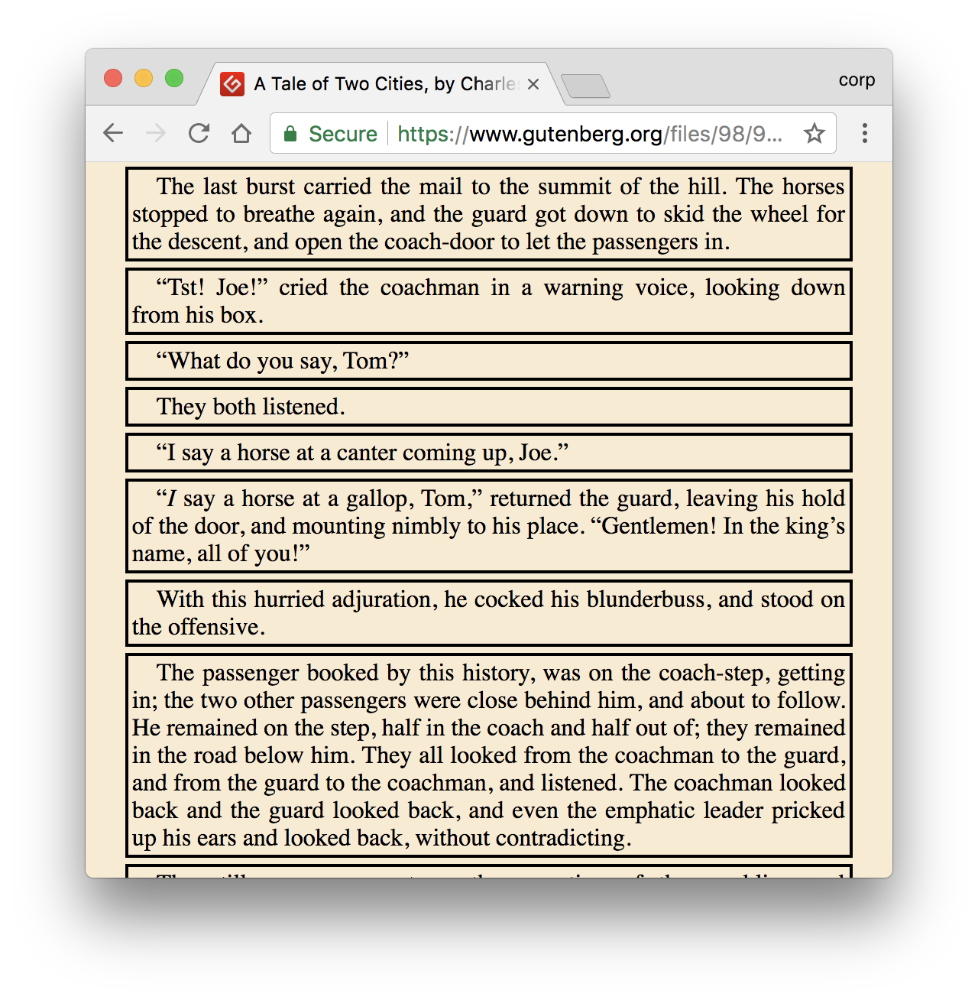 A Tale of Two Cities, by Charles
corp
Secure
https://www.gutenberg.org/files/98/9...
The last burst carried the mail to the summit of the hill. The horses
stopped to breathe again, and the guard got down to skid the wheel for
the descent, and open the coach-door to let the passengers in.
“Tst! Joe!” cried the coachman in a warning voice, looking down
from his box.
“What do you say, Tom?”
They both listened.
“I say a horse at a canter coming up, Joe.”
“I say a horse at a gallop, Tom,” returned the guard, leaving his hold
of the door, and mounting nimbly to his place. “Gentlemen! In the king’s
name, all of you!”
With this hurried adjuration, he cocked his blunderbuss, and stood on
the offensive.
The passenger booked by this history, was on the coach-step, getting
in; the two other passengers were close behind him, and about to follow.
He remained on the step, half in the coach and half out of; they remained
in the road below him. They all looked from the coachman to the guard,
and from the guard to the coachman, and listened. The coachman looked
back and the guard looked back, and even the emphatic leader pricked
up his ears and looked back, without contradicting.